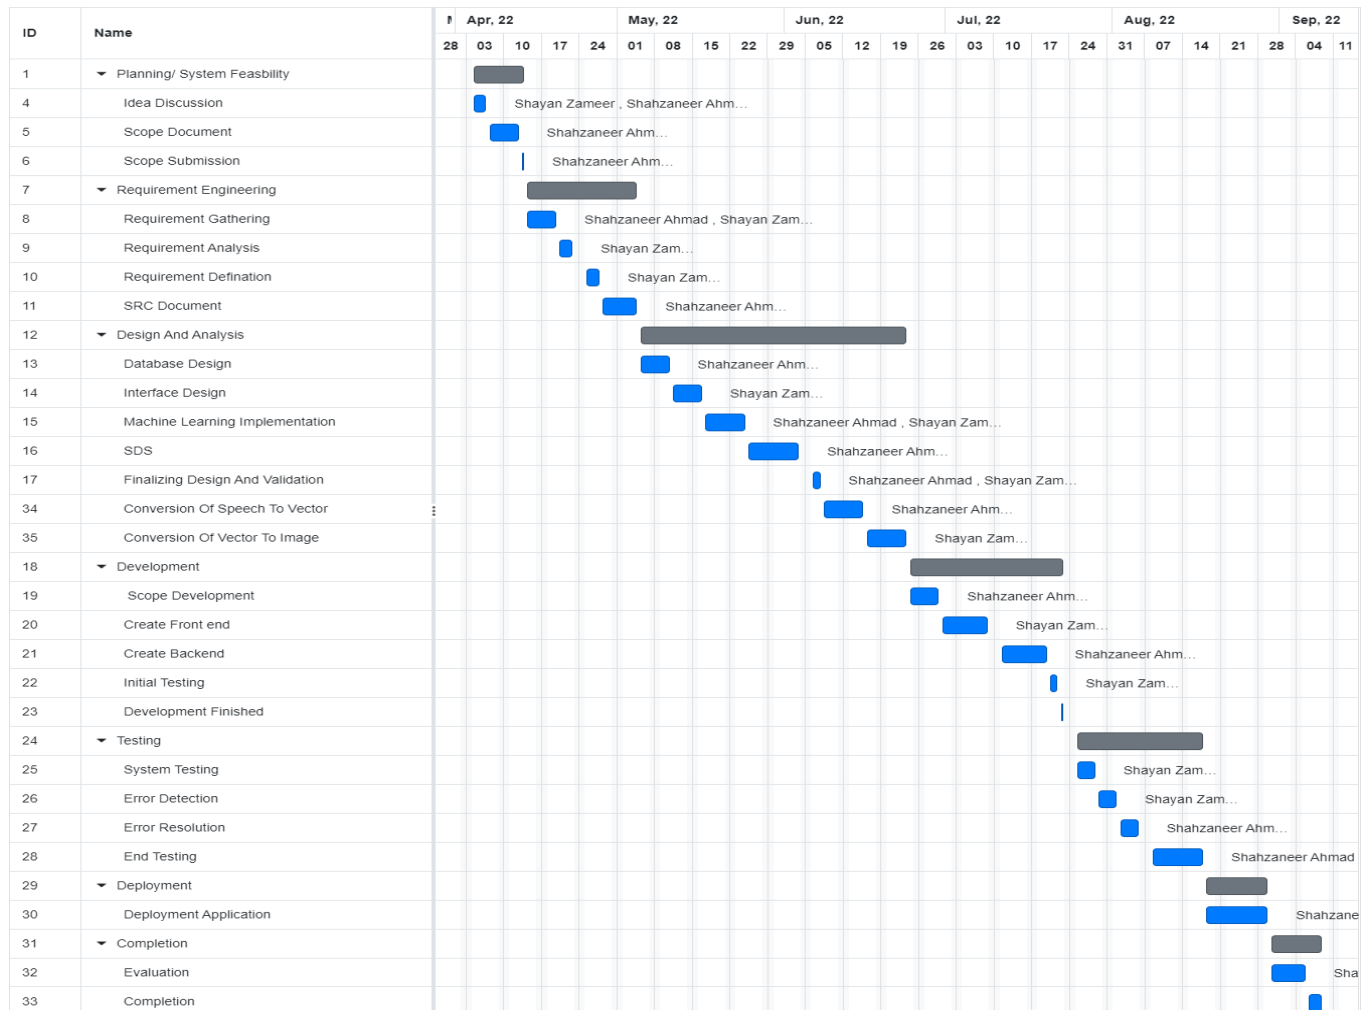 ID Name Apr, 22 May, 22 Jun, 22 Jul, 22 Aug, 22 Sep, 22
28 03 10 17 24 01 08 15 22 29 05 12 19 26 03 10 17 24 31 07 14 21 28 04 11
1 Planning/ System Feasbility
4 Idea Discussion Shayan Zameer , Shahzaneer Ahm...
5 Scope Document Shahzaneer Ahm...
6 Scope Submission Shahzaneer Ahm...
7 Requirement Engineering
8 Requirement Gathering Shahzaneer Ahmad , Shayan Zam...
9 Requirement Analysis Shayan Zam...
10 Requirement Defination Shayan Zam...
11 SRC Document Shahzaneer Ahm...
12 Design And Analysis
13 Database Design Shahzaneer Ahm...
14 Interface Design Shayan Zam...
15 Machine Learning Implementation Shahzaneer Ahmad , Shayan Zam...
16 SDS Shahzaneer Ahm...
17 Finalizing Design And Validation Shahzaneer Ahmad , Shayan Zam...
34 Conversion Of Speech To Vector Shahzaneer Ahm...
35 Conversion Of Vector To Image Shayan Zam...
18 Development
19 Scope Development Shahzaneer Ahm...
20 Create Front end Shayan Zam...
21 Create Backend Shahzaneer Ahm...
22 Initial Testing Shayan Zam...
23 Development Finished
24 Testing
25 System Testing Shayan Zam...
26 Error Detection Shayan Zam...
27 Error Resolution Shahzaneer Ahm...
28 End Testing Shahzaneer Ahmad
29 Deployment
30 Deployment Application Shahzane
31 Completion
32 Evaluation Sha
33 Completion